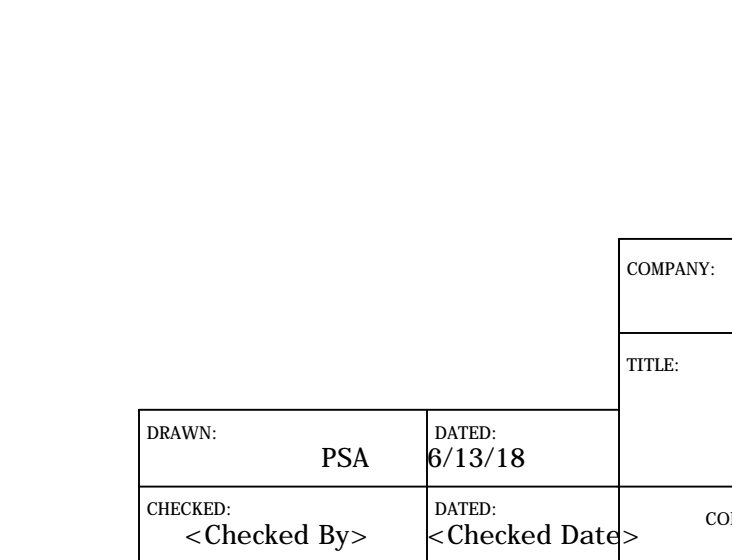 COMPANY:
TITLE:
DRAWN:
DATED:
PSA
6/13/18
CHECKED:
DATED:
<Checked By>
<Checked Date>